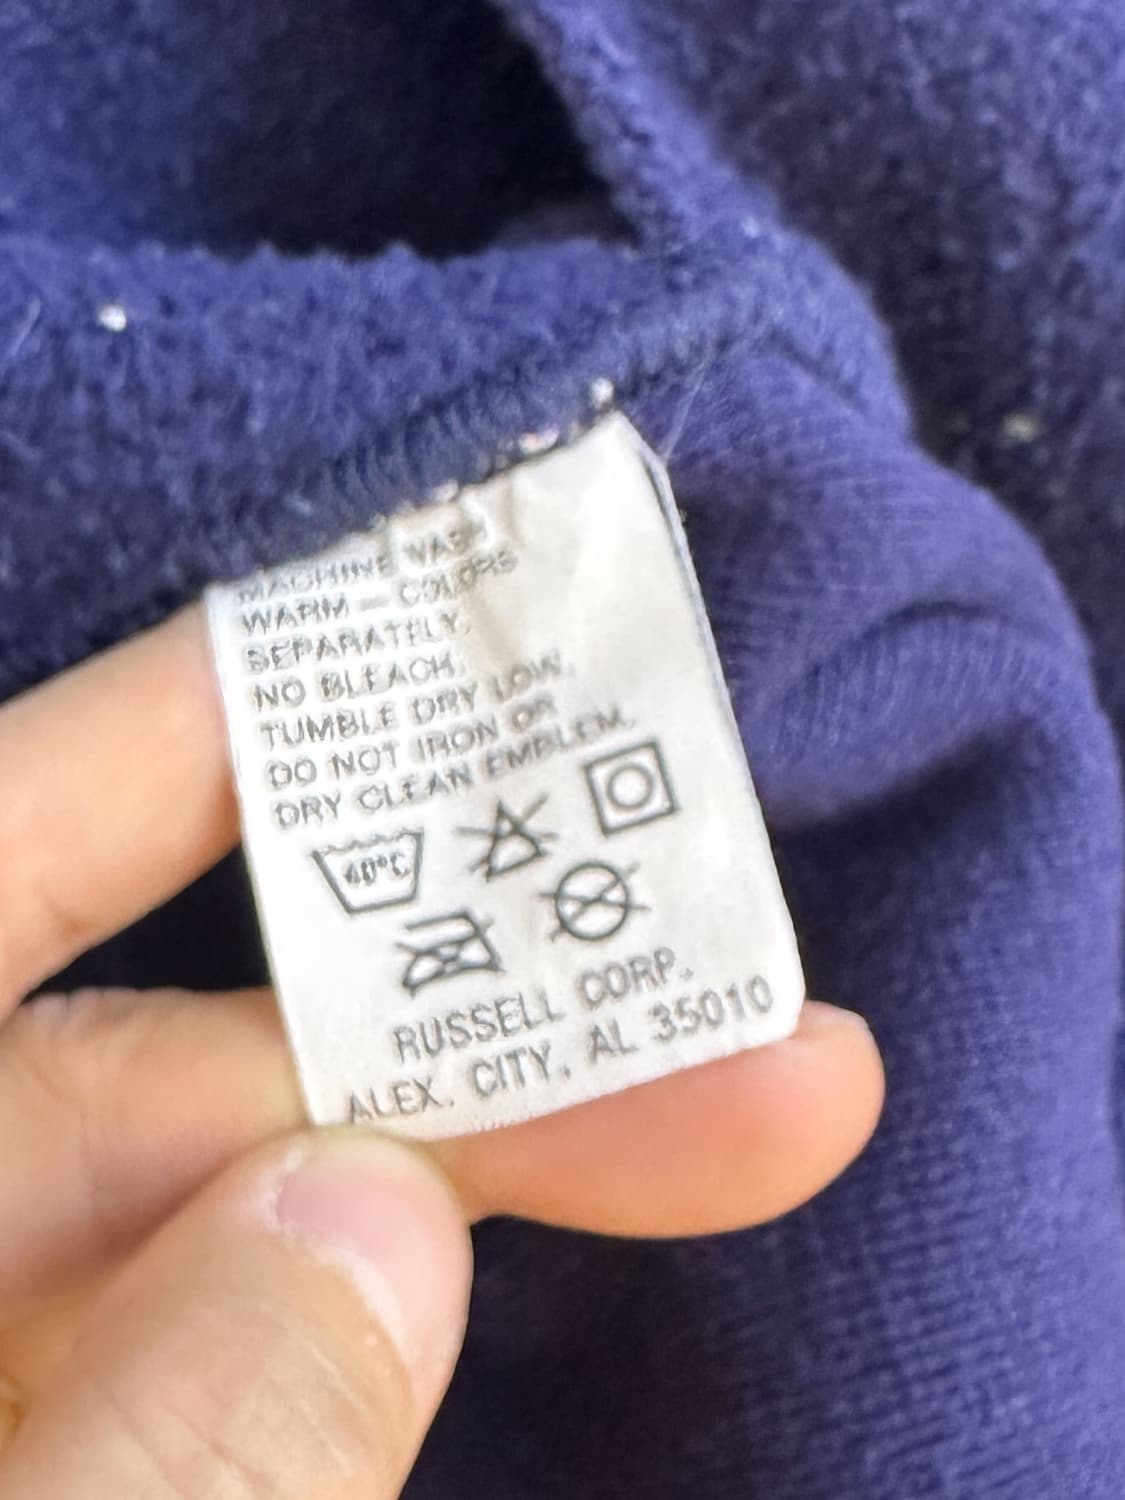 MACHINE WASH
WARM — COLORS
SEPARATELY.
NO BLEACH.
TUMBLE DRY LOW.
DO NOT IRON OR
DRY CLEAN EMBLEM.
40°C
RUSSELL CORP.
ALEX. CITY, AL 35010